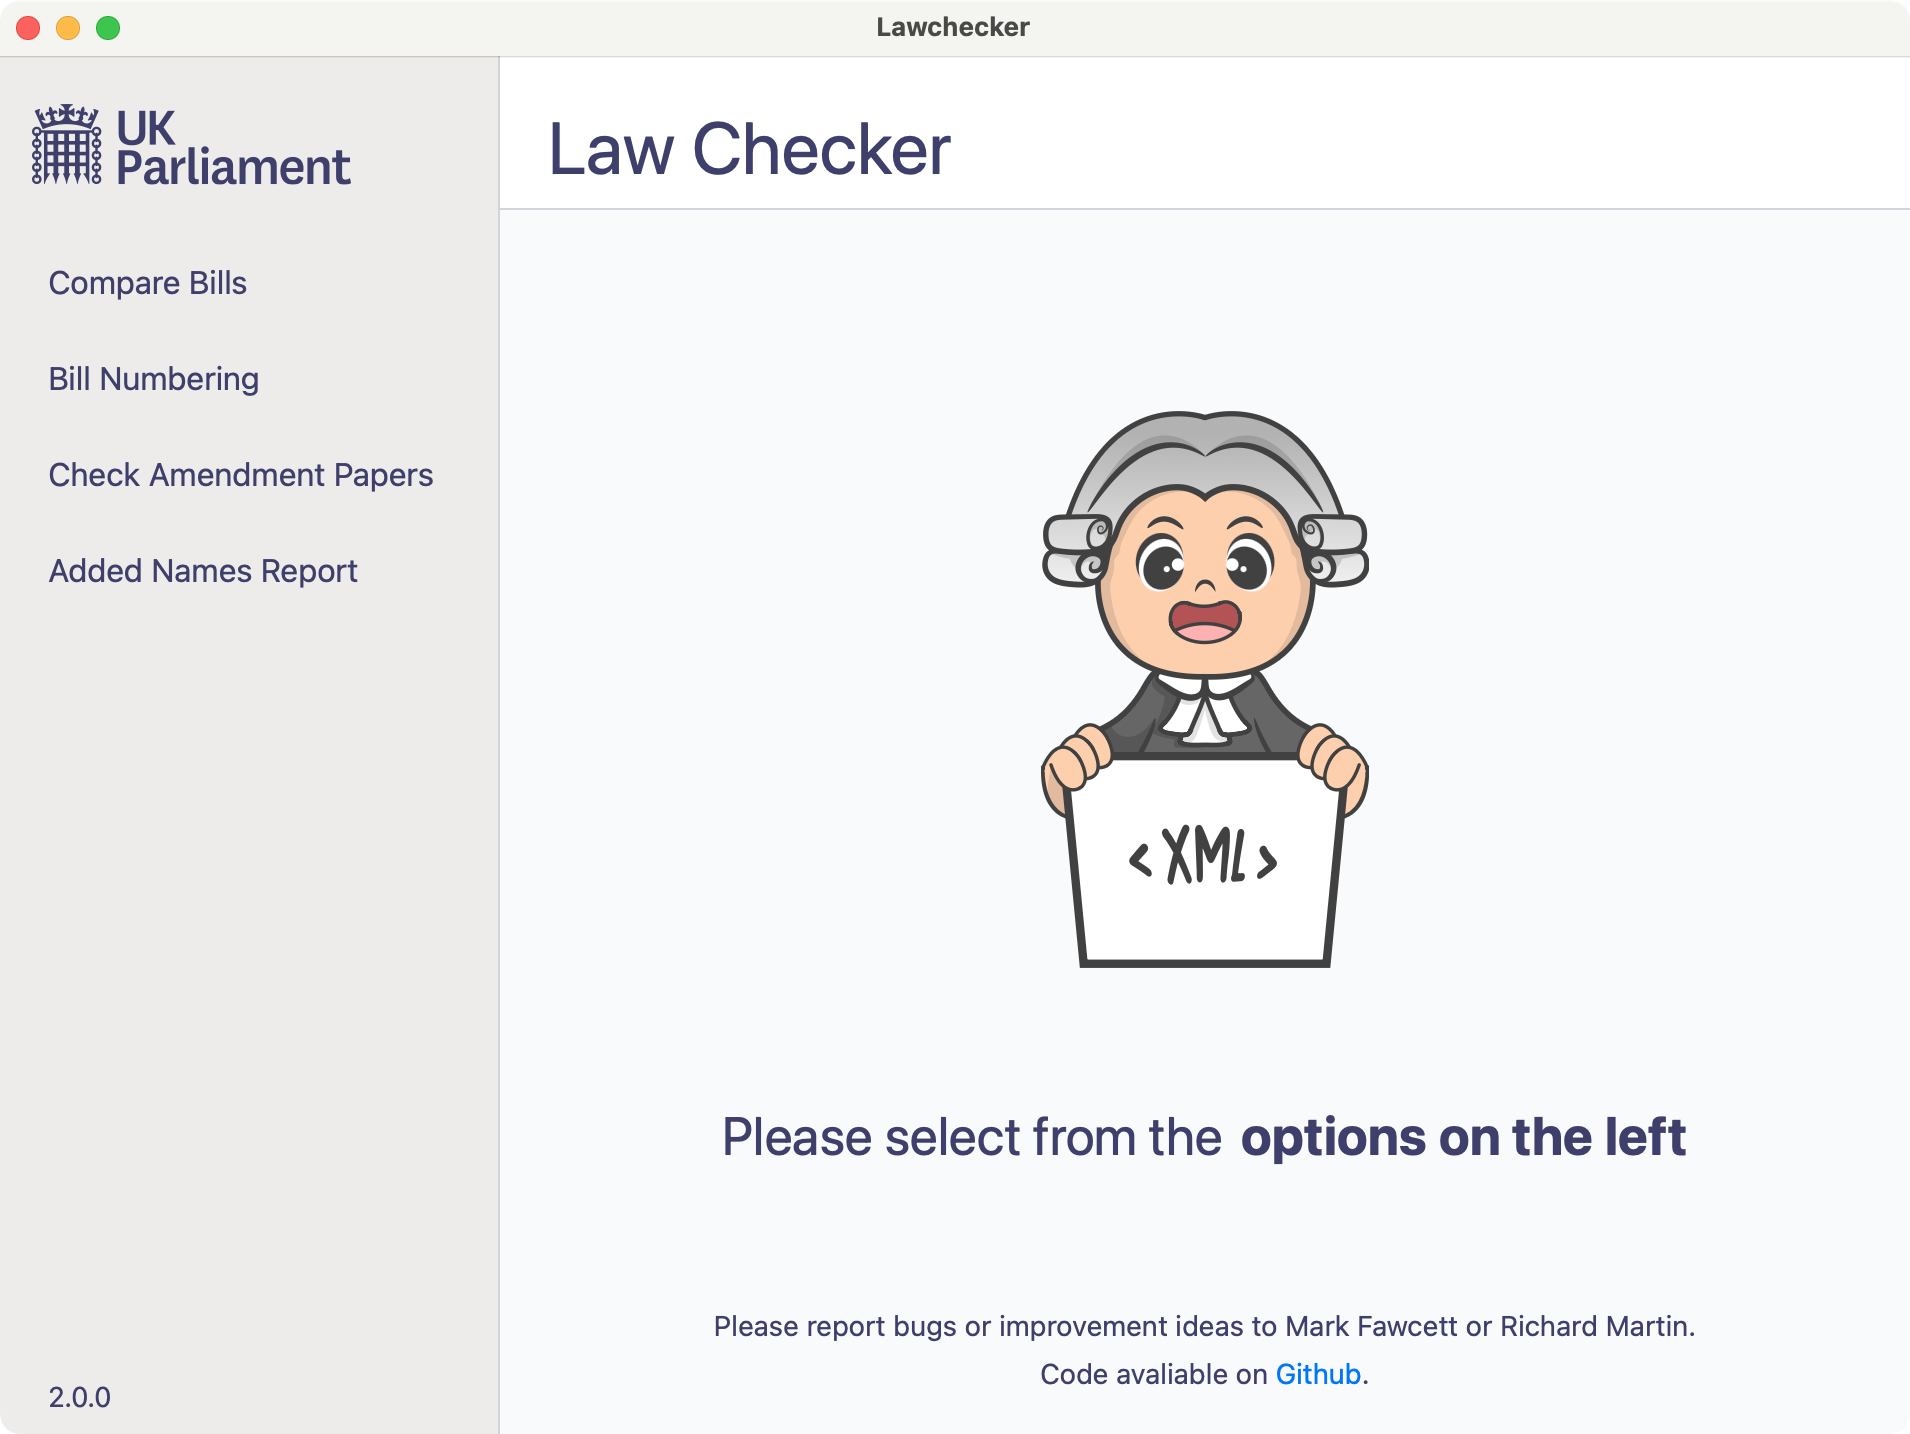 Lawchecker
UK
Parliament
Compare Bills
Bill Numbering
Check Amendment Papers
Added Names Report
2.0.0
Law Checker
<XML>
Please select from the options on the left
Please report bugs or improvement ideas to Mark Fawcett or Richard Martin.
Code avaliable on Github.